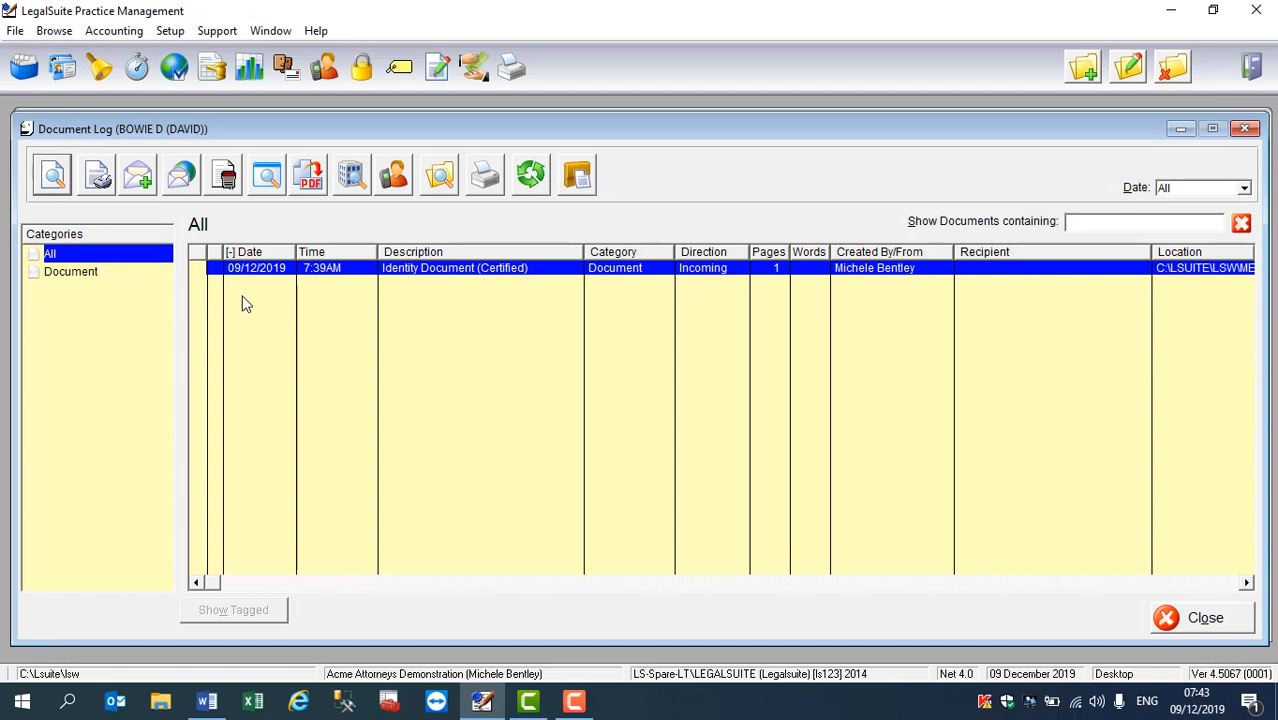 LegalSuite Practice Management
File Browse Accounting Setup Support Window Help
Document Log (BOWIE D (DAVID))
PDF
Date: All
Categories
All
Document
All
Show Documents containing:
[-] Date Time Description Category Direction Pages Words Created By/From Recipient Location
09/12/2019 7:39AM Identity Document (Certified) Document Incoming 1 Michele Bentley C:\LSUITE\LSW\ME
Show Tagged
Close
C:\Lsuite\lsw Acme Attorneys Demonstration (Michele Bentley) LS-Spare-LT\LEGALSUITE (Legalsuite) [ls123] 2014 Net 4.0 09 December 2019 Desktop Ver 4.5067 (0001)
ENG 07:43
09/12/2019